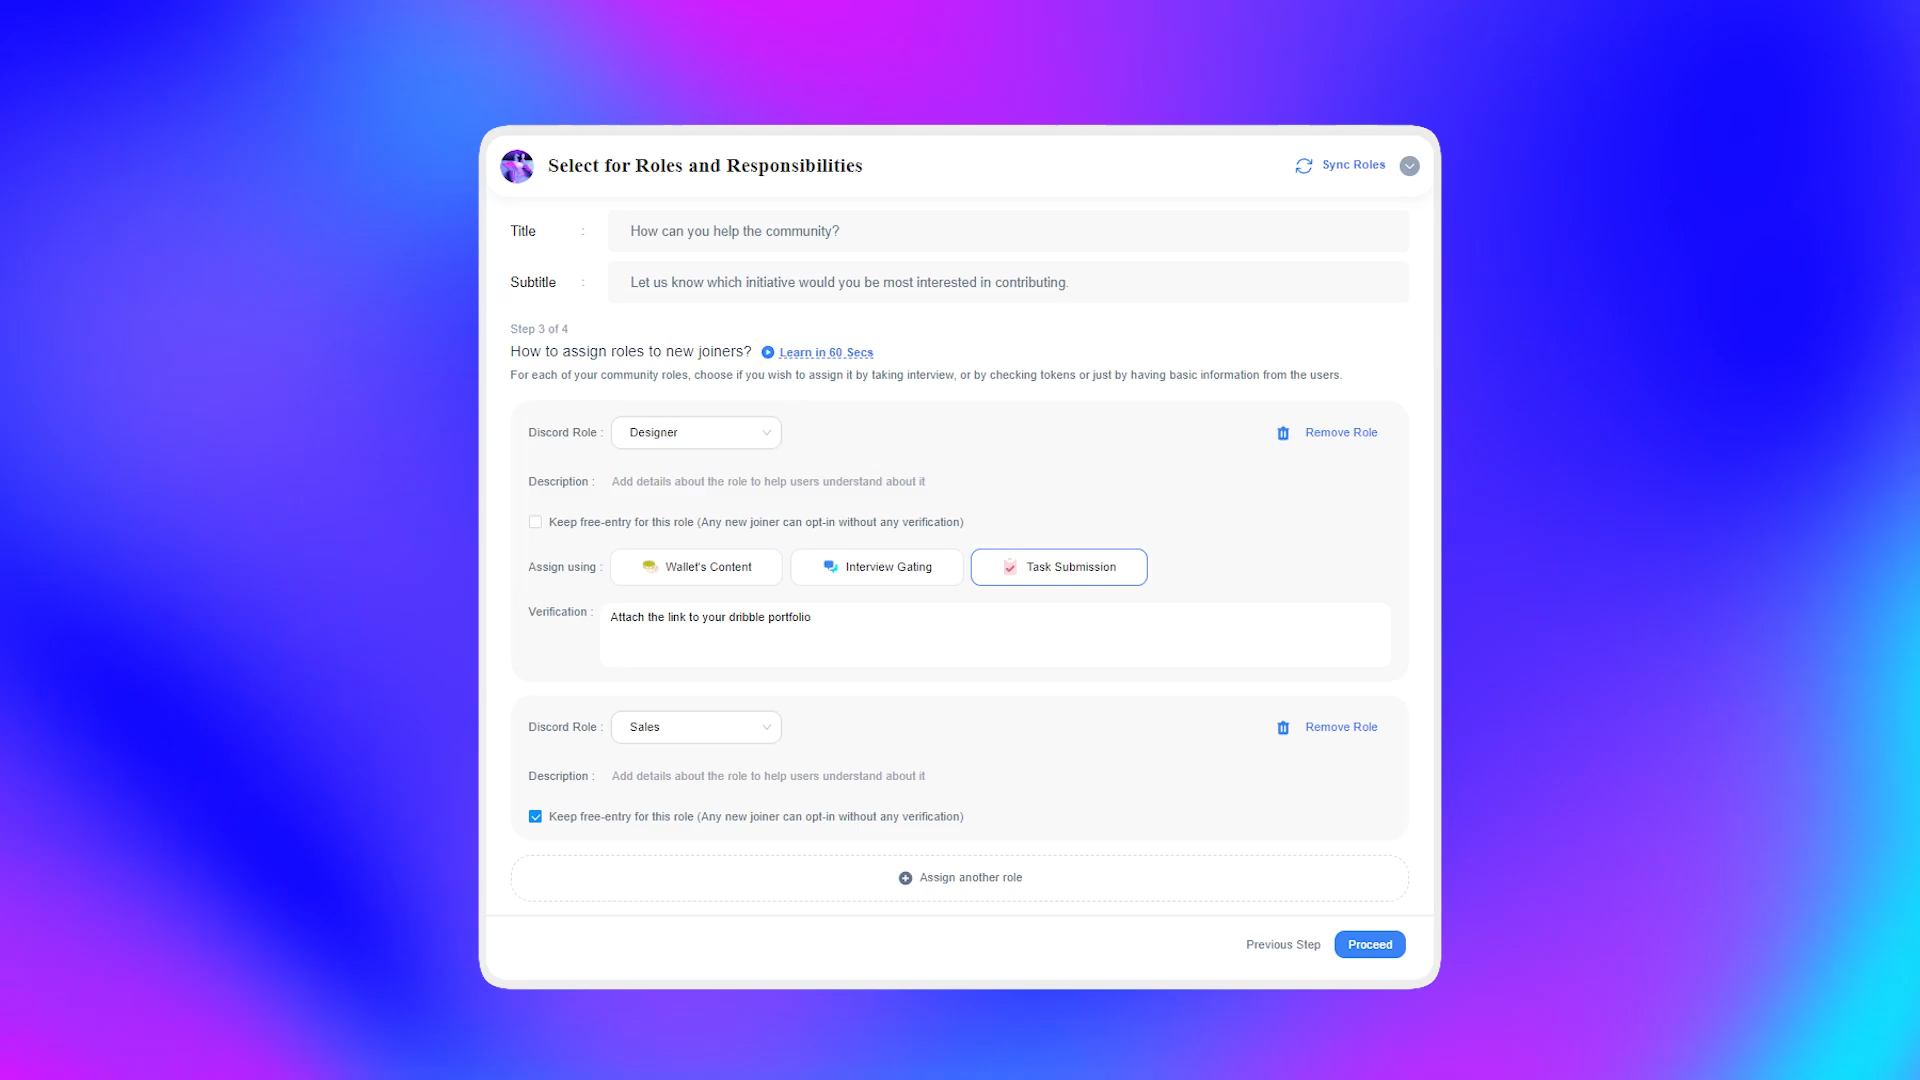 Select for Roles and Responsibilities
Sync Roles
Title : How can you help the community?
Subtitle : Let us know which initiative would you be most interested in contributing.
Step 3 of 4
How to assign roles to new joiners? Learn in 60 Secs
For each of your community roles, choose if you wish to assign it by taking interview, or by checking tokens or just by having basic information from the users.
Discord Role : Designer Remove Role
Description : Add details about the role to help users understand about it
Keep free-entry for this role (Any new joiner can opt-in without any verification)
Assign using : Wallet's Content Interview Gating Task Submission
Verification : Attach the link to your dribble portfolio
Discord Role : Sales Remove Role
Description : Add details about the role to help users understand about it
Keep free-entry for this role (Any new joiner can opt-in without any verification)
Assign another role
Previous Step Proceed